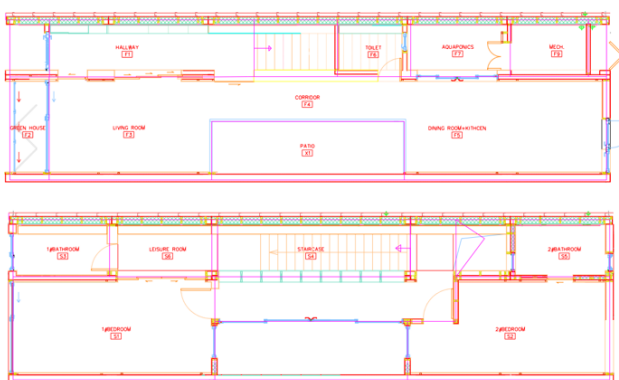 HALLWAY
F1
TOILET
F6
AQUAPONICS
F7
MECH.
F8
CORRIDOR
F4
GREEN HOUSE
F2
LIVING ROOM
F3
DINING ROOM+KITHCEN
F5
PATIO
X1
1#BATHROOM
S3
LEISURE ROOM
S6
STAIRCASE
S4
2#BATHROOM
S5
1#BEDROOM
S1
2#BEDROOM
S2